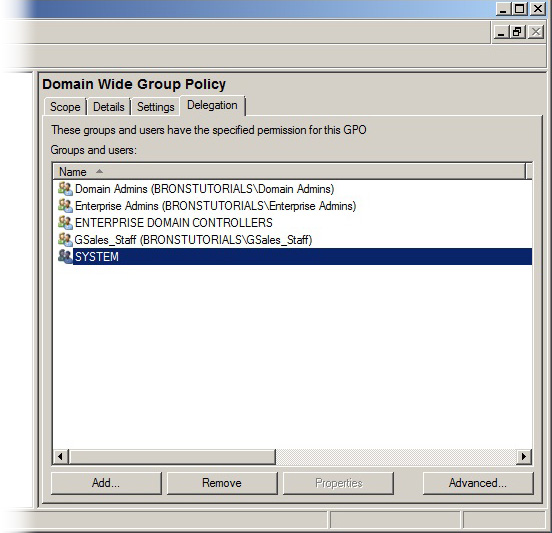 Domain Wide Group Policy
Scope Details Settings Delegation
These groups and users have the specified permission for this GPO
Groups and users:
Name
Domain Admins (BRONSTUTORIALS\Domain Admins)
Enterprise Admins (BRONSTUTORIALS\Enterprise Admins)
ENTERPRISE DOMAIN CONTROLLERS
GSales_Staff (BRONSTUTORIALS\GSales_Staff)
SYSTEM
Add... Remove Properties Advanced...